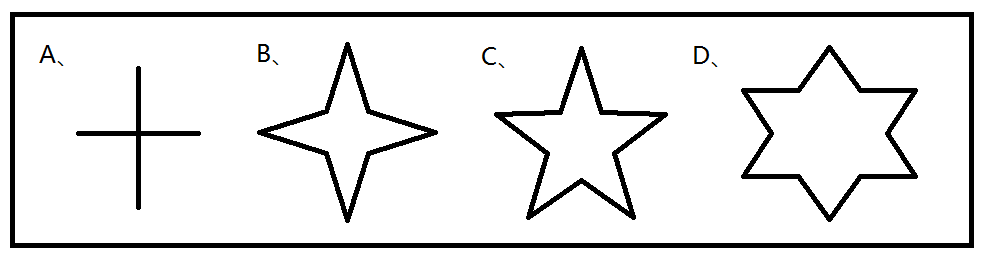 A、 B、 C、 D、